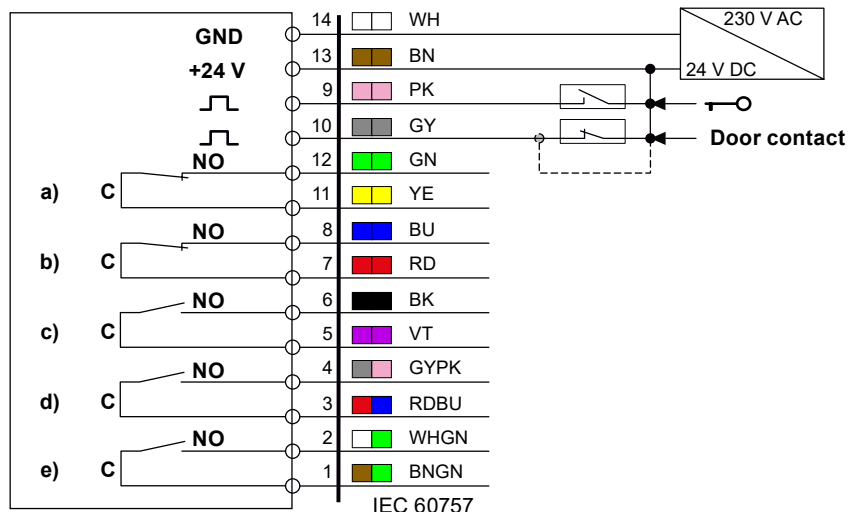 14 WH 230 V AC
GND
13 BN
+24 V 24 V DC
9 PK
10 GY Door contact
NO 12 GN
a) C 11 YE
NO 8 BU
b) C 7 RD
NO 6 BK
c) C 5 VT
NO 4 GYPK
d) C 3 RDBU
NO 2 WHGN
e) C 1 BNGN
IEC 60757